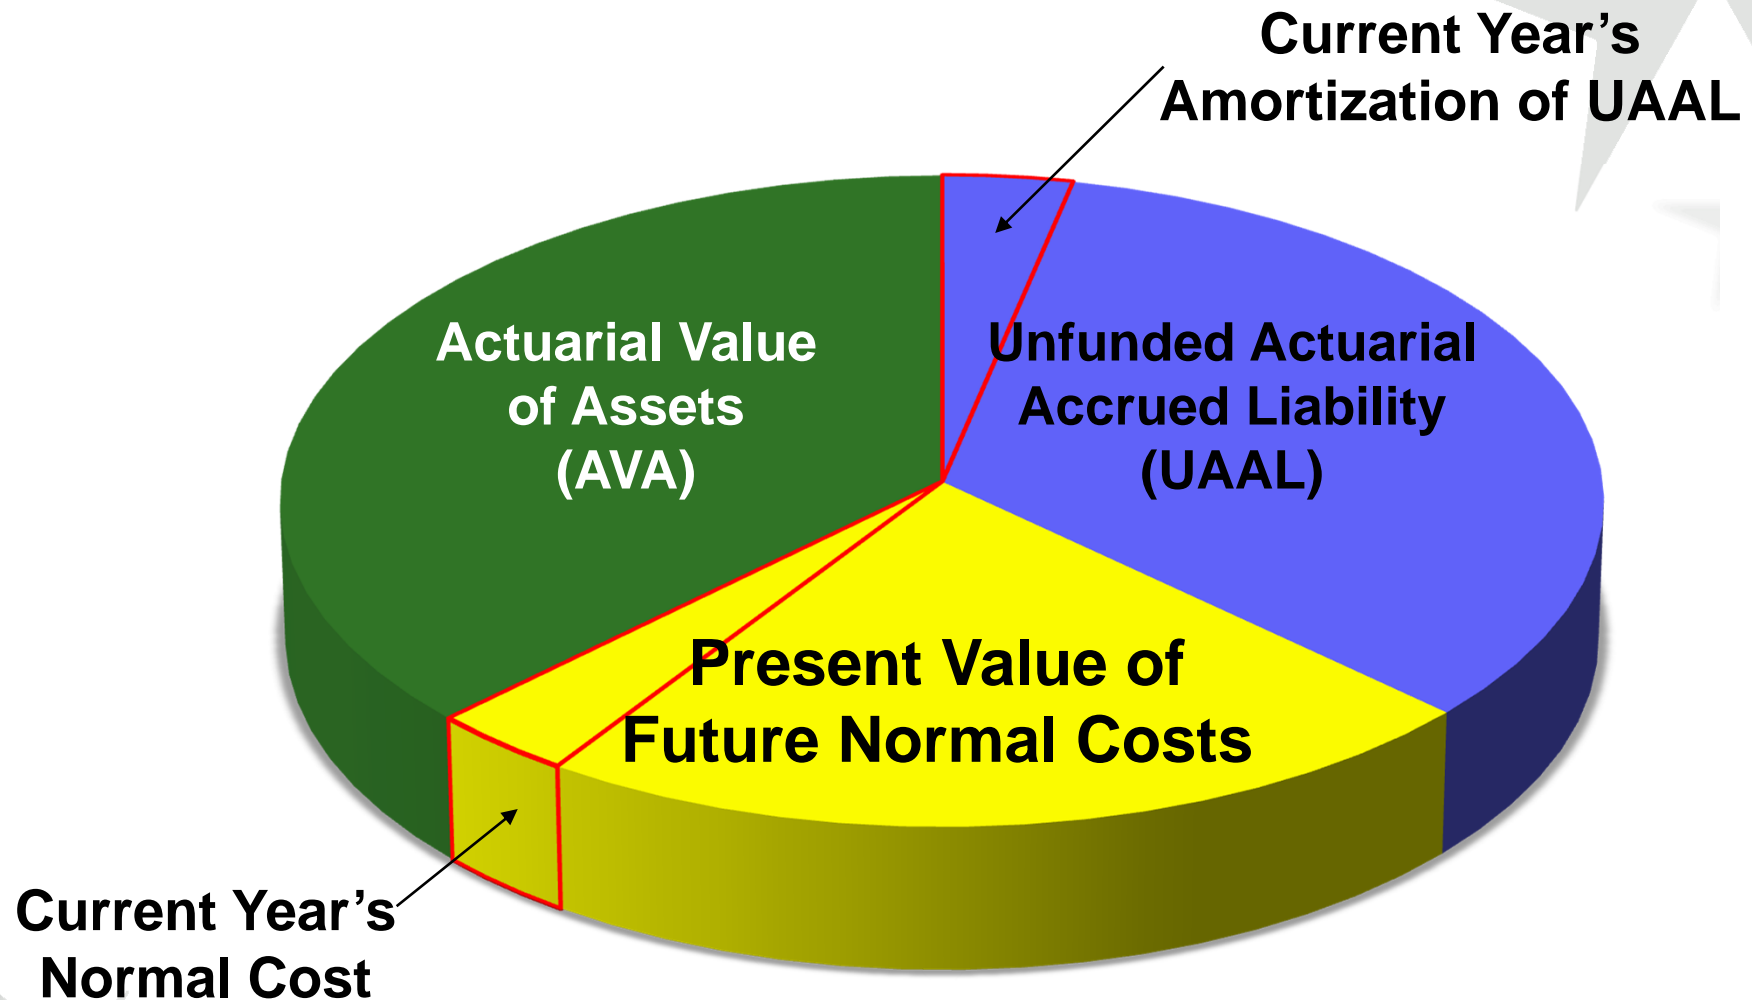 Current Year’s
Amortization of UAAL
Actuarial Value
of Assets
(AVA)
Unfunded Actuarial
Accrued Liability
(UAAL)
Present Value of
Future Normal Costs
Current Year’s
Normal Cost